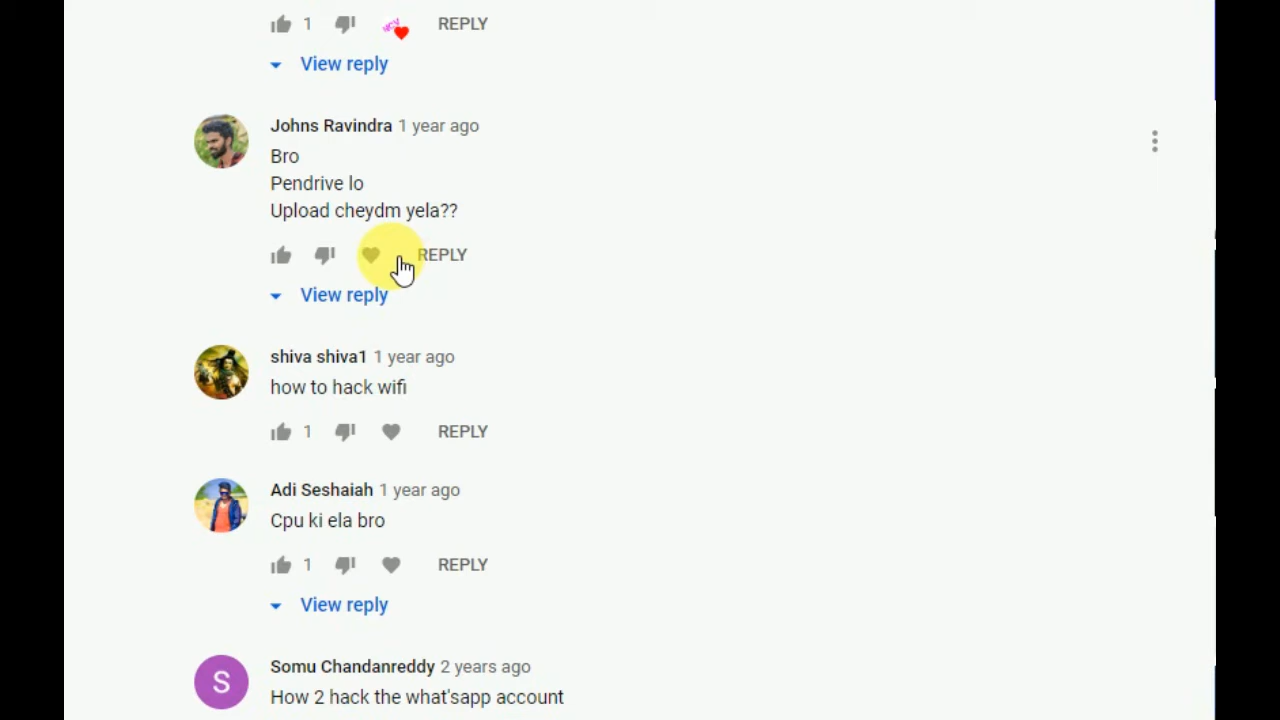 1 REPLY
View reply
Johns Ravindra 1 year ago
Bro
Pendrive lo
Upload cheydm yela??
REPLY
View reply
shiva shiva1 1 year ago
how to hack wifi
1 REPLY
Adi Seshaiah 1 year ago
Cpu ki ela bro
1 REPLY
View reply
S
Somu Chandanreddy 2 years ago
How 2 hack the what'sapp account